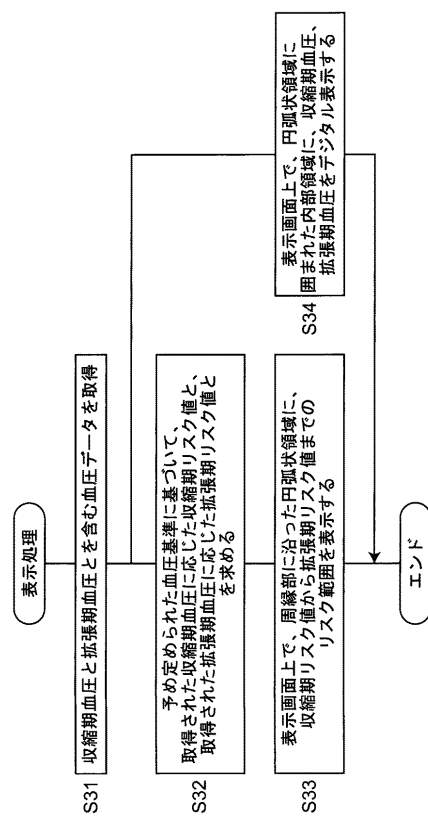 表示処理
S31
収縮期血圧と拡張期血圧とを含む血圧データを取得
S32
予め定められた血圧基準に基づいて、
取得された収縮期血圧に応じた収縮期リスク値と、
取得された拡張期血圧に応じた拡張期リスク値と
を求める
S33
表示画面上で、周縁部に沿った円弧状領域に、
収縮期リスク値から拡張期リスク値までの
リスク範囲を表示する
S34
表示画面上で、円弧状領域に
囲まれた内部領域に、収縮期血圧、
拡張期血圧をデジタル表示する
エンド